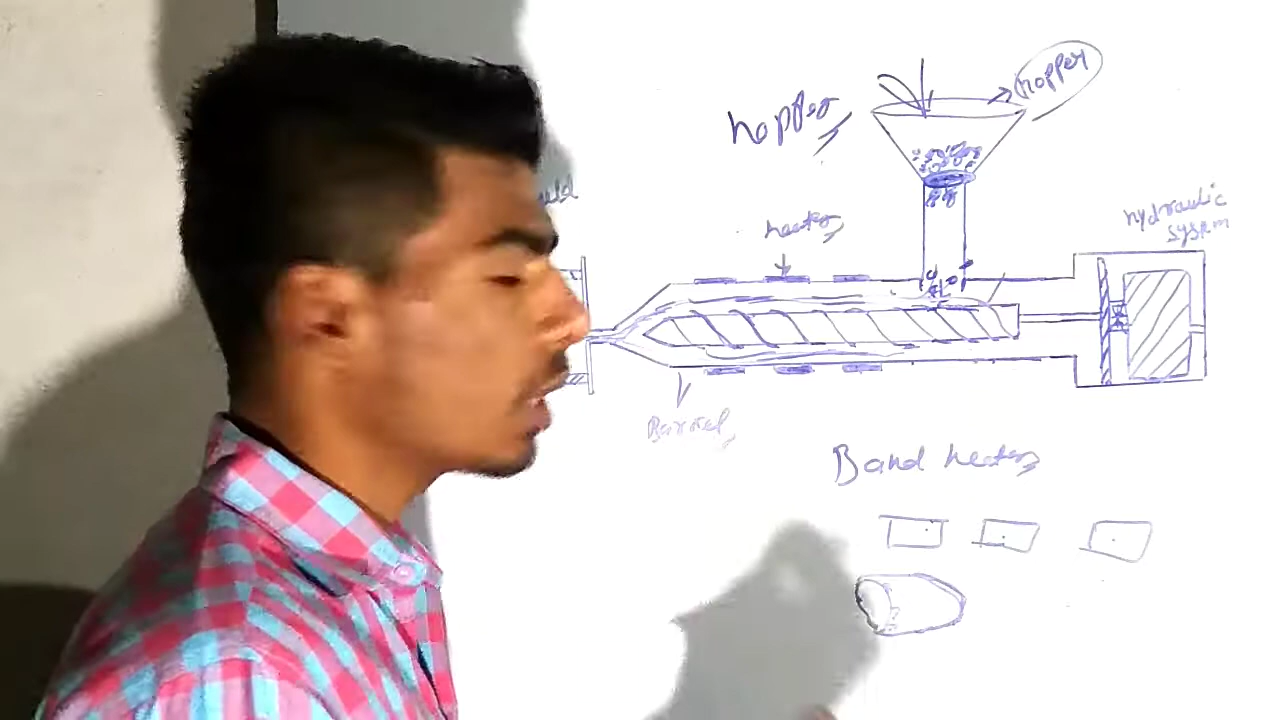 hopper
hopper
heater
hydraulic
system
Barrel
Band heater